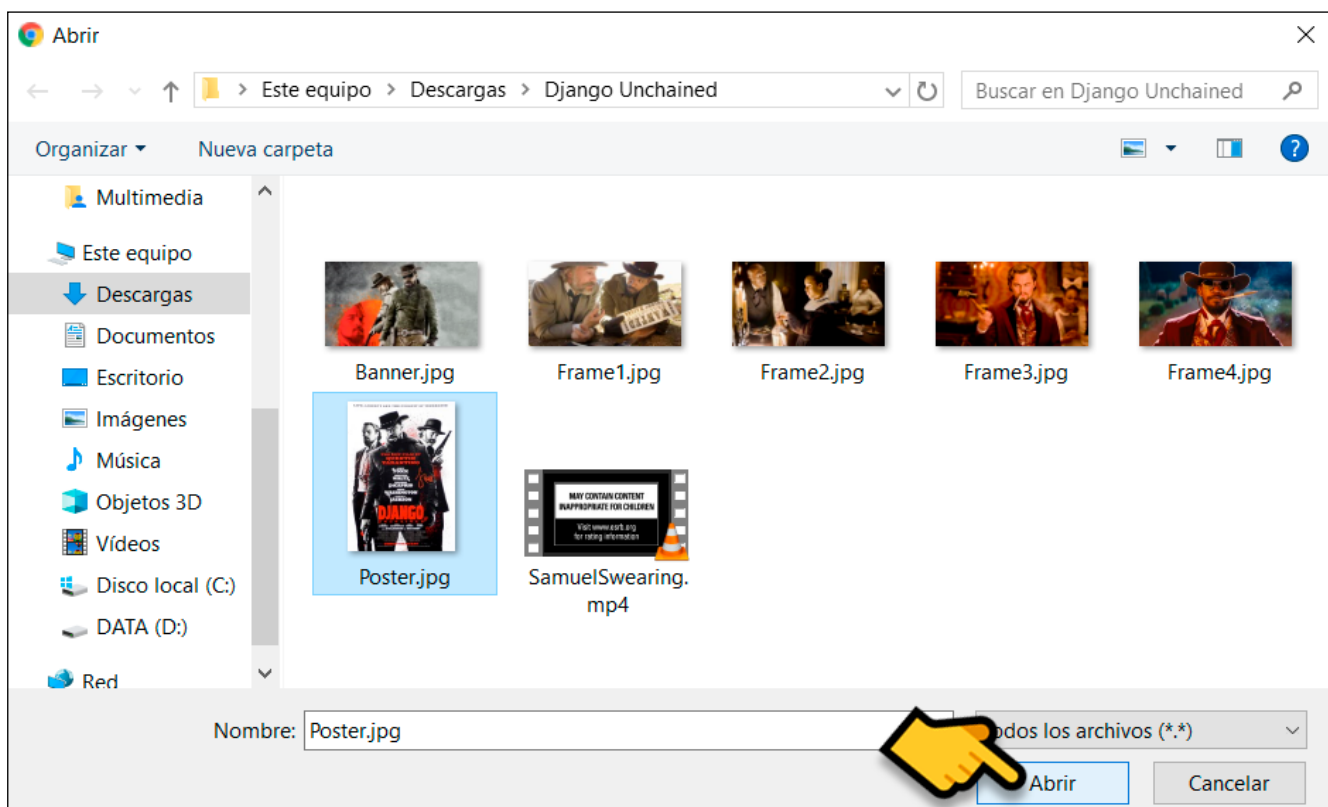 Abrir
Este equipo > Descargas > Django Unchained
Buscar en Django Unchained
Organizar
Nueva carpeta
Multimedia
Este equipo
Descargas
Documentos
Escritorio
Imágenes
Música
Objetos 3D
Vídeos
Disco local (C:)
DATA (D:)
Red
Banner.jpg
Frame1.jpg
Frame2.jpg
Frame3.jpg
Frame4.jpg
DJANGO
Poster.jpg
MAY CONTAIN CONTENT
INAPPROPRIATE FOR CHILDREN
Visit www.esrb.org
for rating information
SamuelSwearing.
mp4
Nombre:
Poster.jpg
odos los archivos (*.*)
Abrir
Cancelar